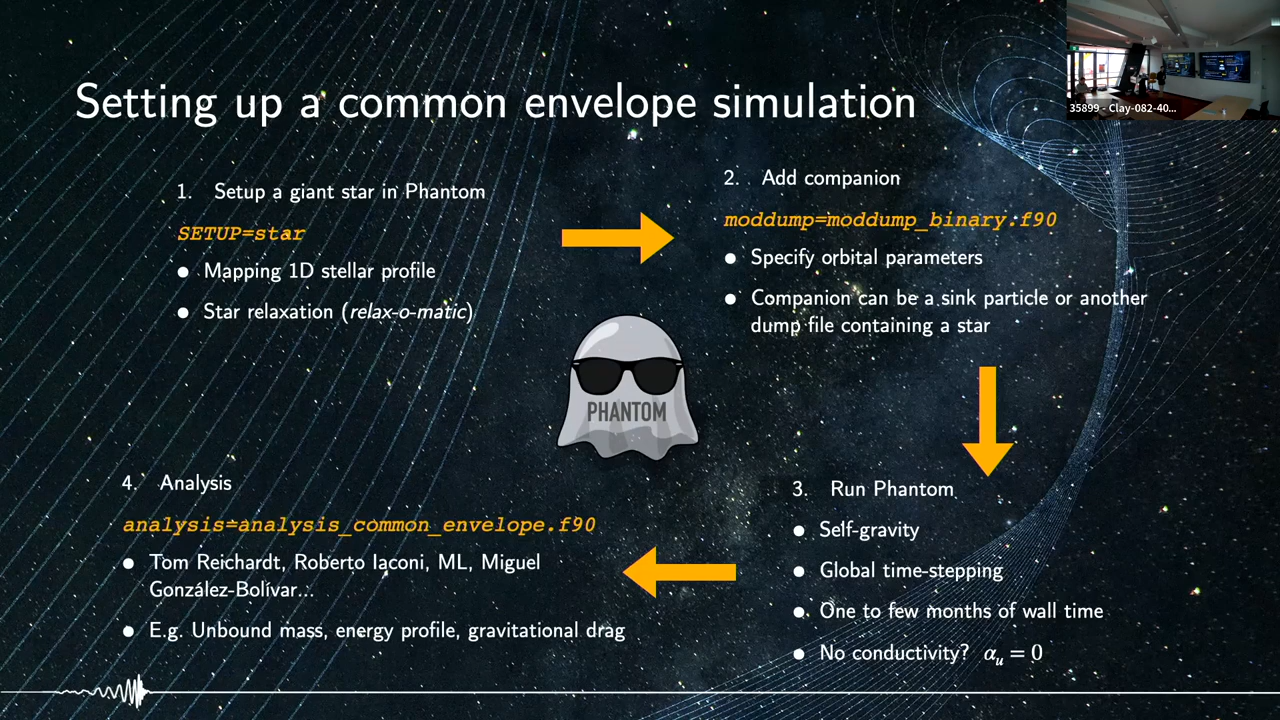 Setting up a common envelope simulation
35899 - Clay-082-40...
1. Setup a giant star in Phantom
SETUP=star
● Mapping 1D stellar profile
● Star relaxation (relax-o-matic)
2. Add companion
moddump=moddump_binary.f90
● Specify orbital parameters
● Companion can be a sink particle or another
dump file containing a star
PHANTOM
3. Run Phantom
● Self-gravity
● Global time-stepping
● One to few months of wall time
● No conductivity? αᵤ = 0
4. Analysis
analysis=analysis_common_envelope.f90
● Tom Reichardt, Roberto Iaconi, ML, Miguel
González-Bolívar...
● E.g. Unbound mass, energy profile, gravitational drag